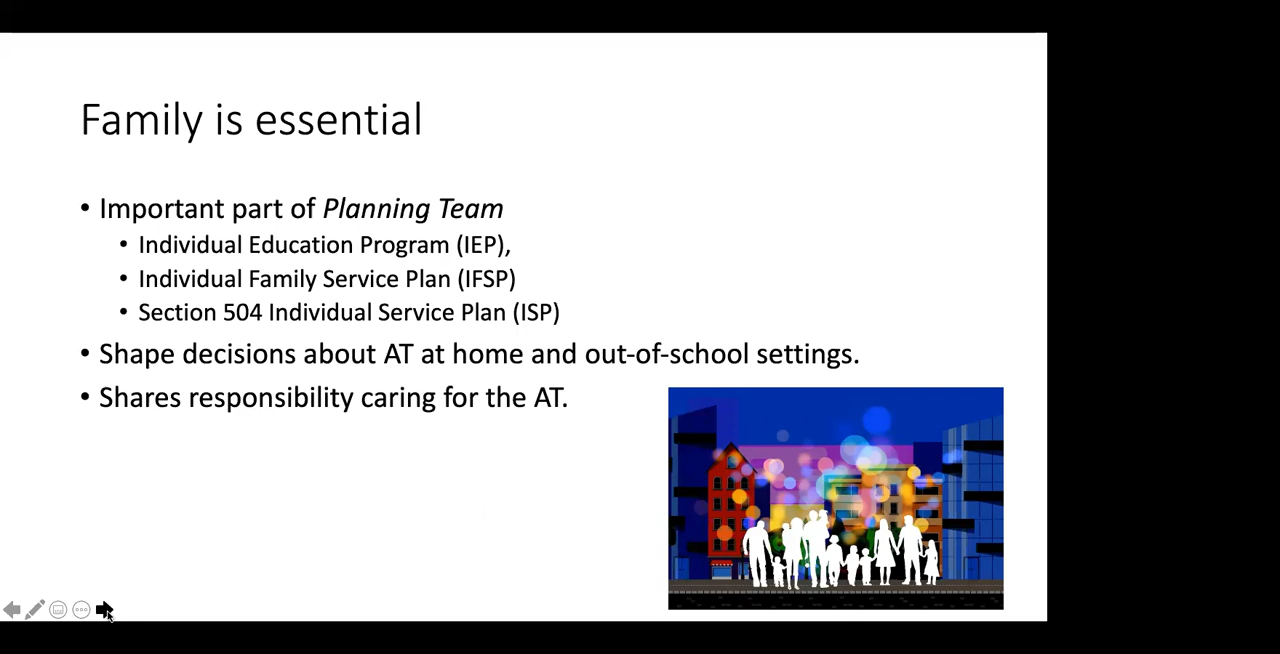 Family is essential
• Important part of Planning Team
• Individual Education Program (IEP),
• Individual Family Service Plan (IFSP)
• Section 504 Individual Service Plan (ISP)
• Shape decisions about AT at home and out-of-school settings.
• Shares responsibility caring for the AT.